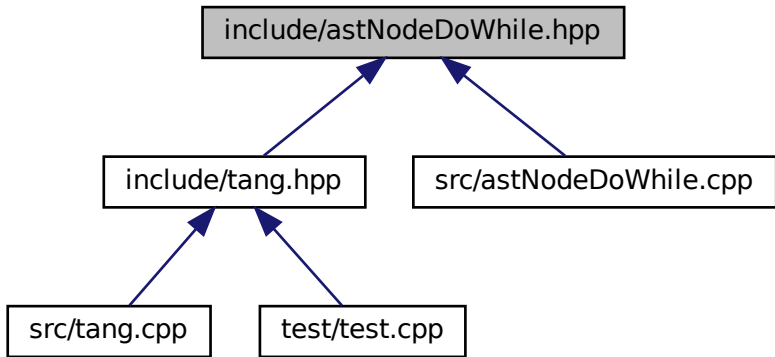 include/astNodeDoWhile.hpp
include/tang.hpp
src/astNodeDoWhile.cpp
src/tang.cpp
test/test.cpp